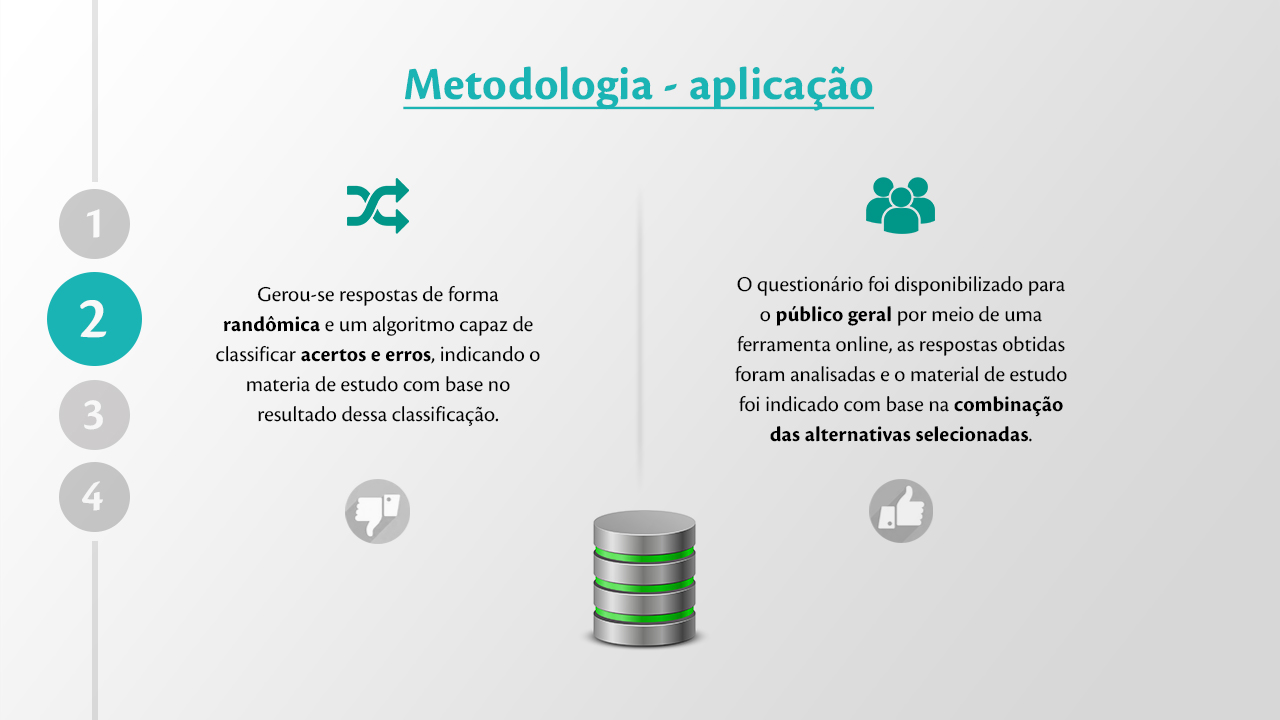 Metodologia - aplicação
1
2
3
4
Gerou-se respostas de forma
randômica e um algoritmo capaz de
classificar acertos e erros, indicando o
materia de estudo com base no
resultado dessa classificação.
O questionário foi disponibilizado para
o público geral por meio de uma
ferramenta online, as respostas obtidas
foram analisadas e o material de estudo
foi indicado com base na combinação
das alternativas selecionadas.